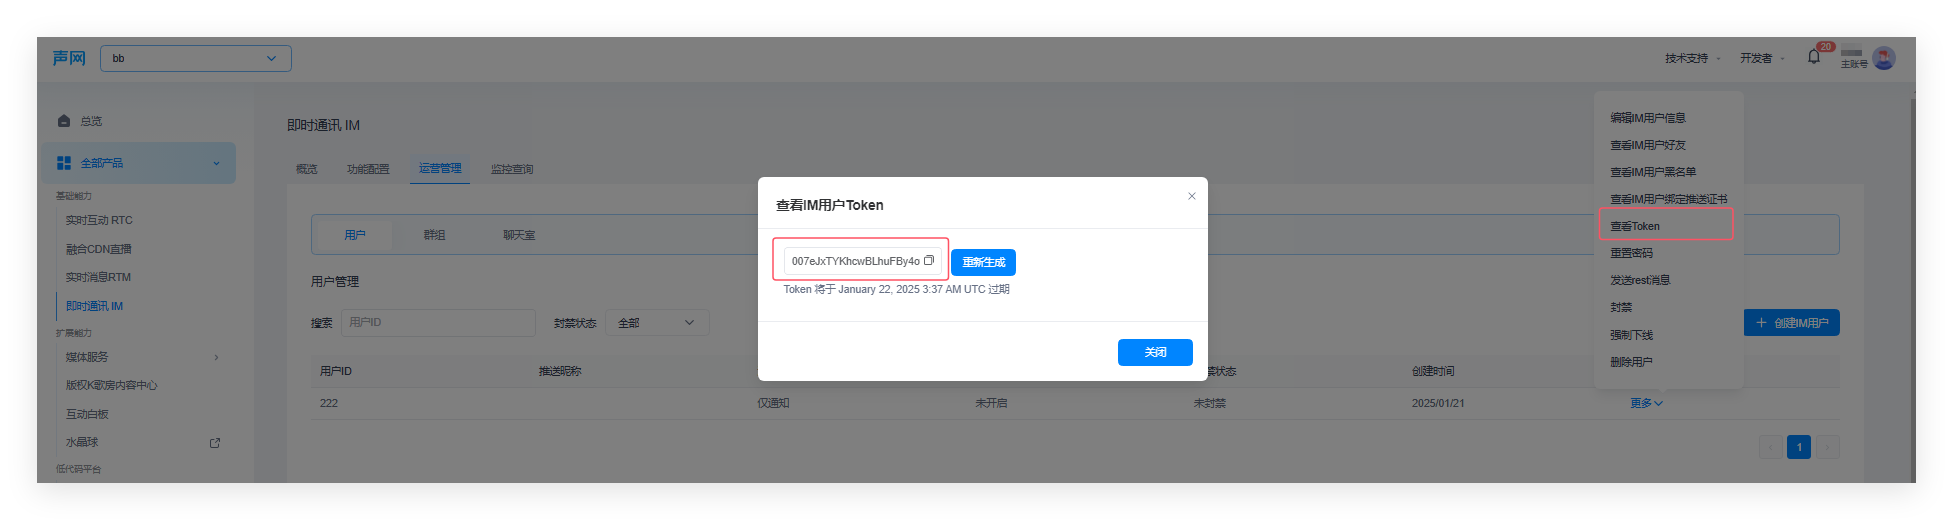 声网
bb
技术支持
开发者
20
主账号
总览
全部产品
基础能力
实时互动 RTC
融合CDN直播
实时消息RTM
即时通讯 IM
扩展能力
媒体服务
版权K歌房内容中心
互动白板
水晶球
低代码平台
即时通讯 IM
概览 功能配置 运营管理 监控查询
用户 群组 聊天室
用户管理
搜索 用户ID 封禁状态 全部
创建IM用户
用户ID 推送昵称 禁状态 创建时间
222 仅通知 未开启 未封禁 2025/01/21 更多
1
查看IM用户Token
007eJxTYKhcwBLhuFBy4o 重新生成
Token 将于 January 22, 2025 3:37 AM UTC 过期
关闭
编辑IM用户信息
查看IM用户好友
查看IM用户黑名单
查看IM用户绑定推送证书
查看Token
重置密码
发送rest消息
封禁
强制下线
删除用户